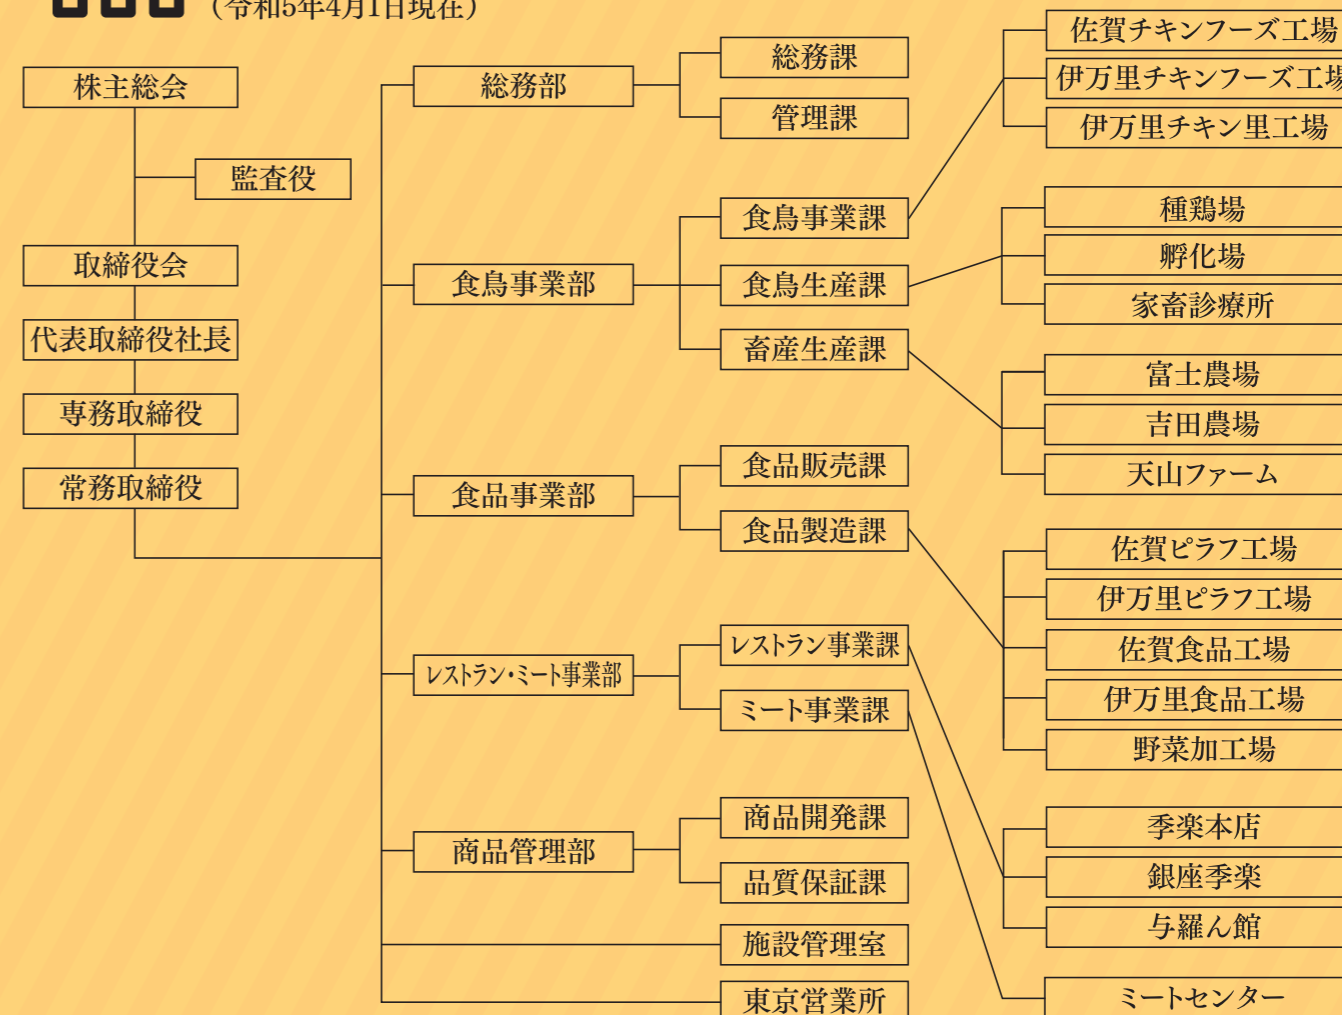 (令和5年4月1日現在)
株主総会
監査役
取締役会
代表取締役社長
専務取締役
常務取締役
総務部
食鳥事業部
食品事業部
レストラン・ミート事業部
商品管理部
総務課
管理課
食鳥事業課
食鳥生産課
畜産生産課
食品販売課
食品製造課
レストラン事業課
ミート事業課
商品開発課
品質保証課
施設管理室
東京営業所
佐賀チキンフーズ工場
伊万里チキンフーズ工場
伊万里チキン里工場
種鶏場
孵化場
家畜診療所
富士農場
吉田農場
天山ファーム
佐賀ピラフ工場
伊万里ピラフ工場
佐賀食品工場
伊万里食品工場
野菜加工場
季楽本店
銀座季楽
与羅ん館
ミートセンター